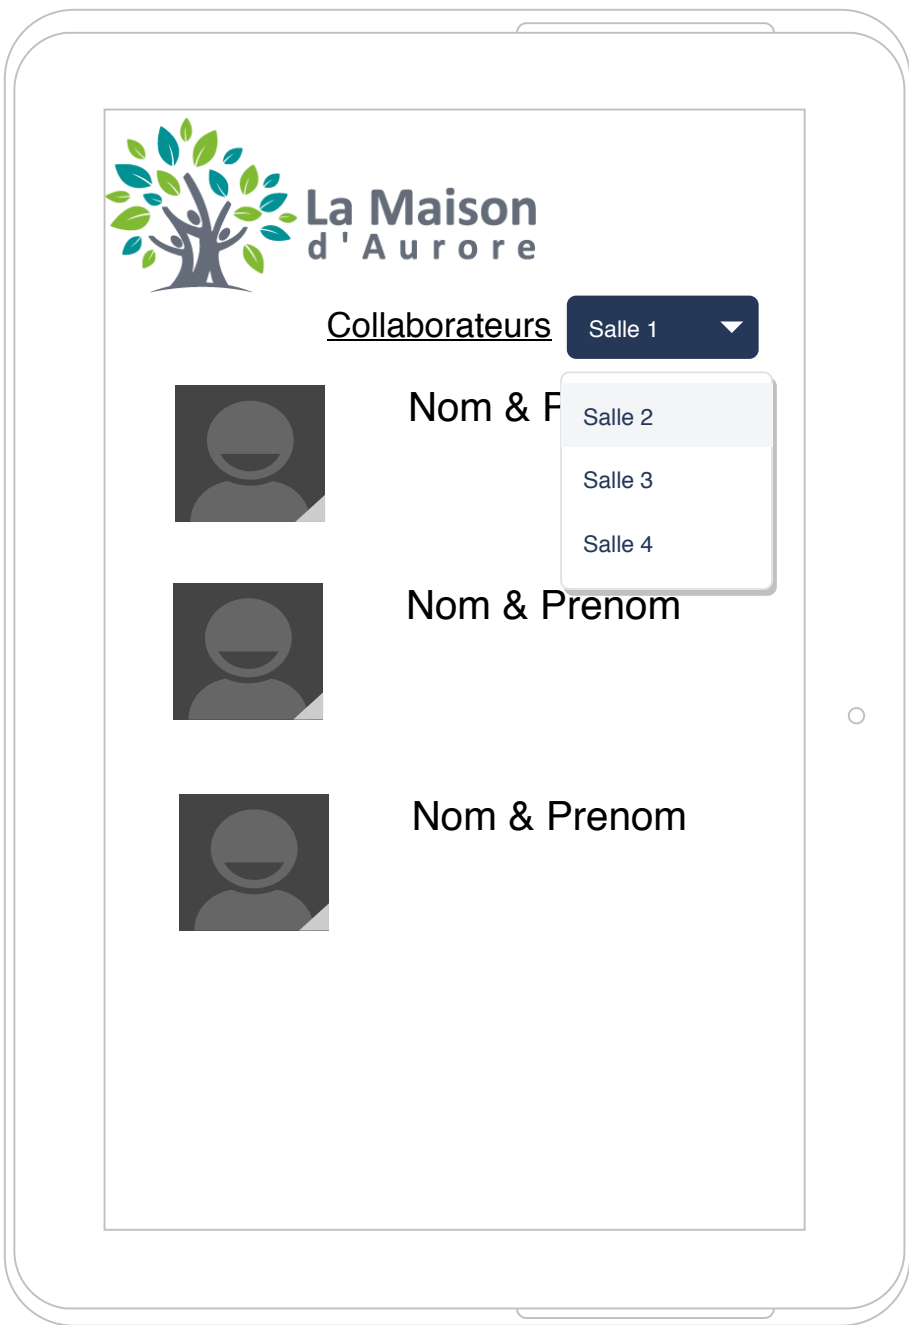 La Maison
d'Aurore
Collaborateurs
Salle 1
Nom & P
Salle 2
Salle 3
Salle 4
Nom & Prenom
Nom & Prenom